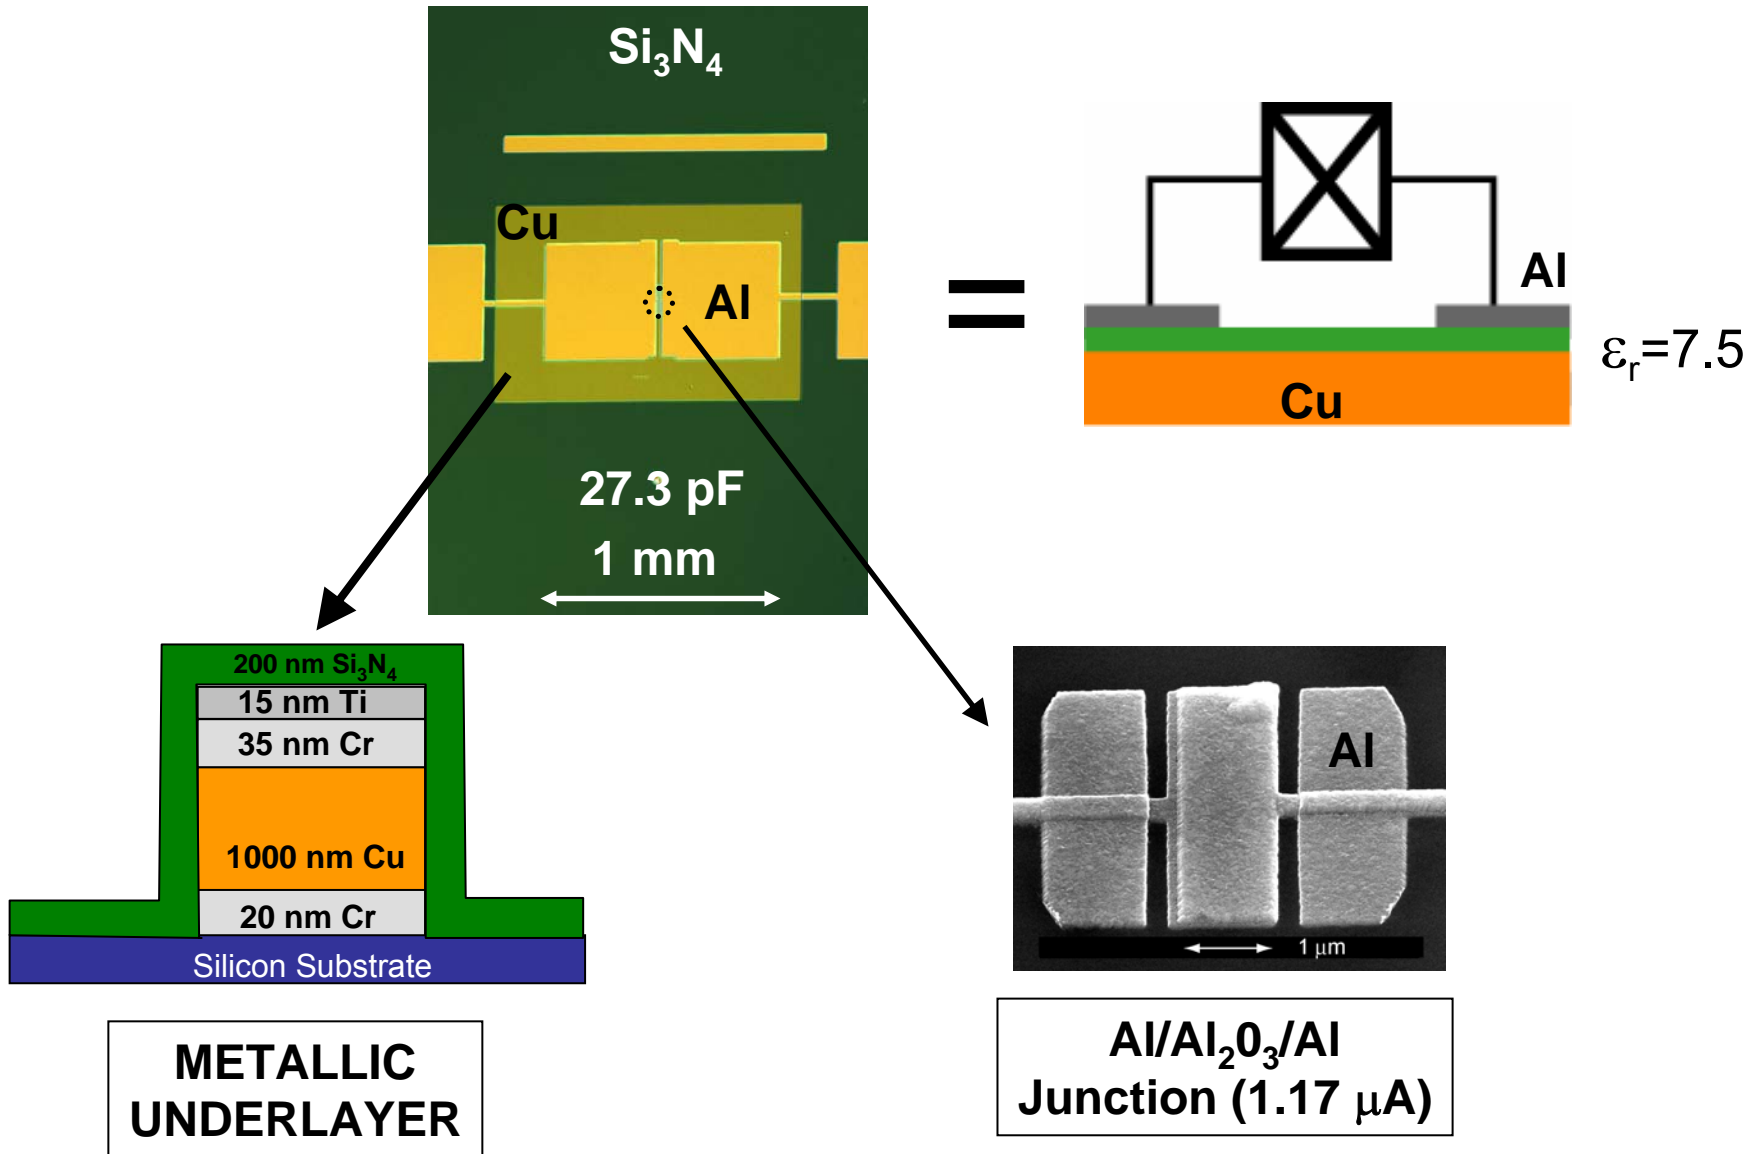 Si₃N₄
Cu
Al
27.3 pF
1 mm
=
Al
εᵣ=7.5
Cu
200 nm Si₃N₄
15 nm Ti
35 nm Cr
1000 nm Cu
20 nm Cr
Silicon Substrate
METALLIC
UNDERLAYER
Al
1 μm
Al/Al₂0₃/Al
Junction (1.17 μA)